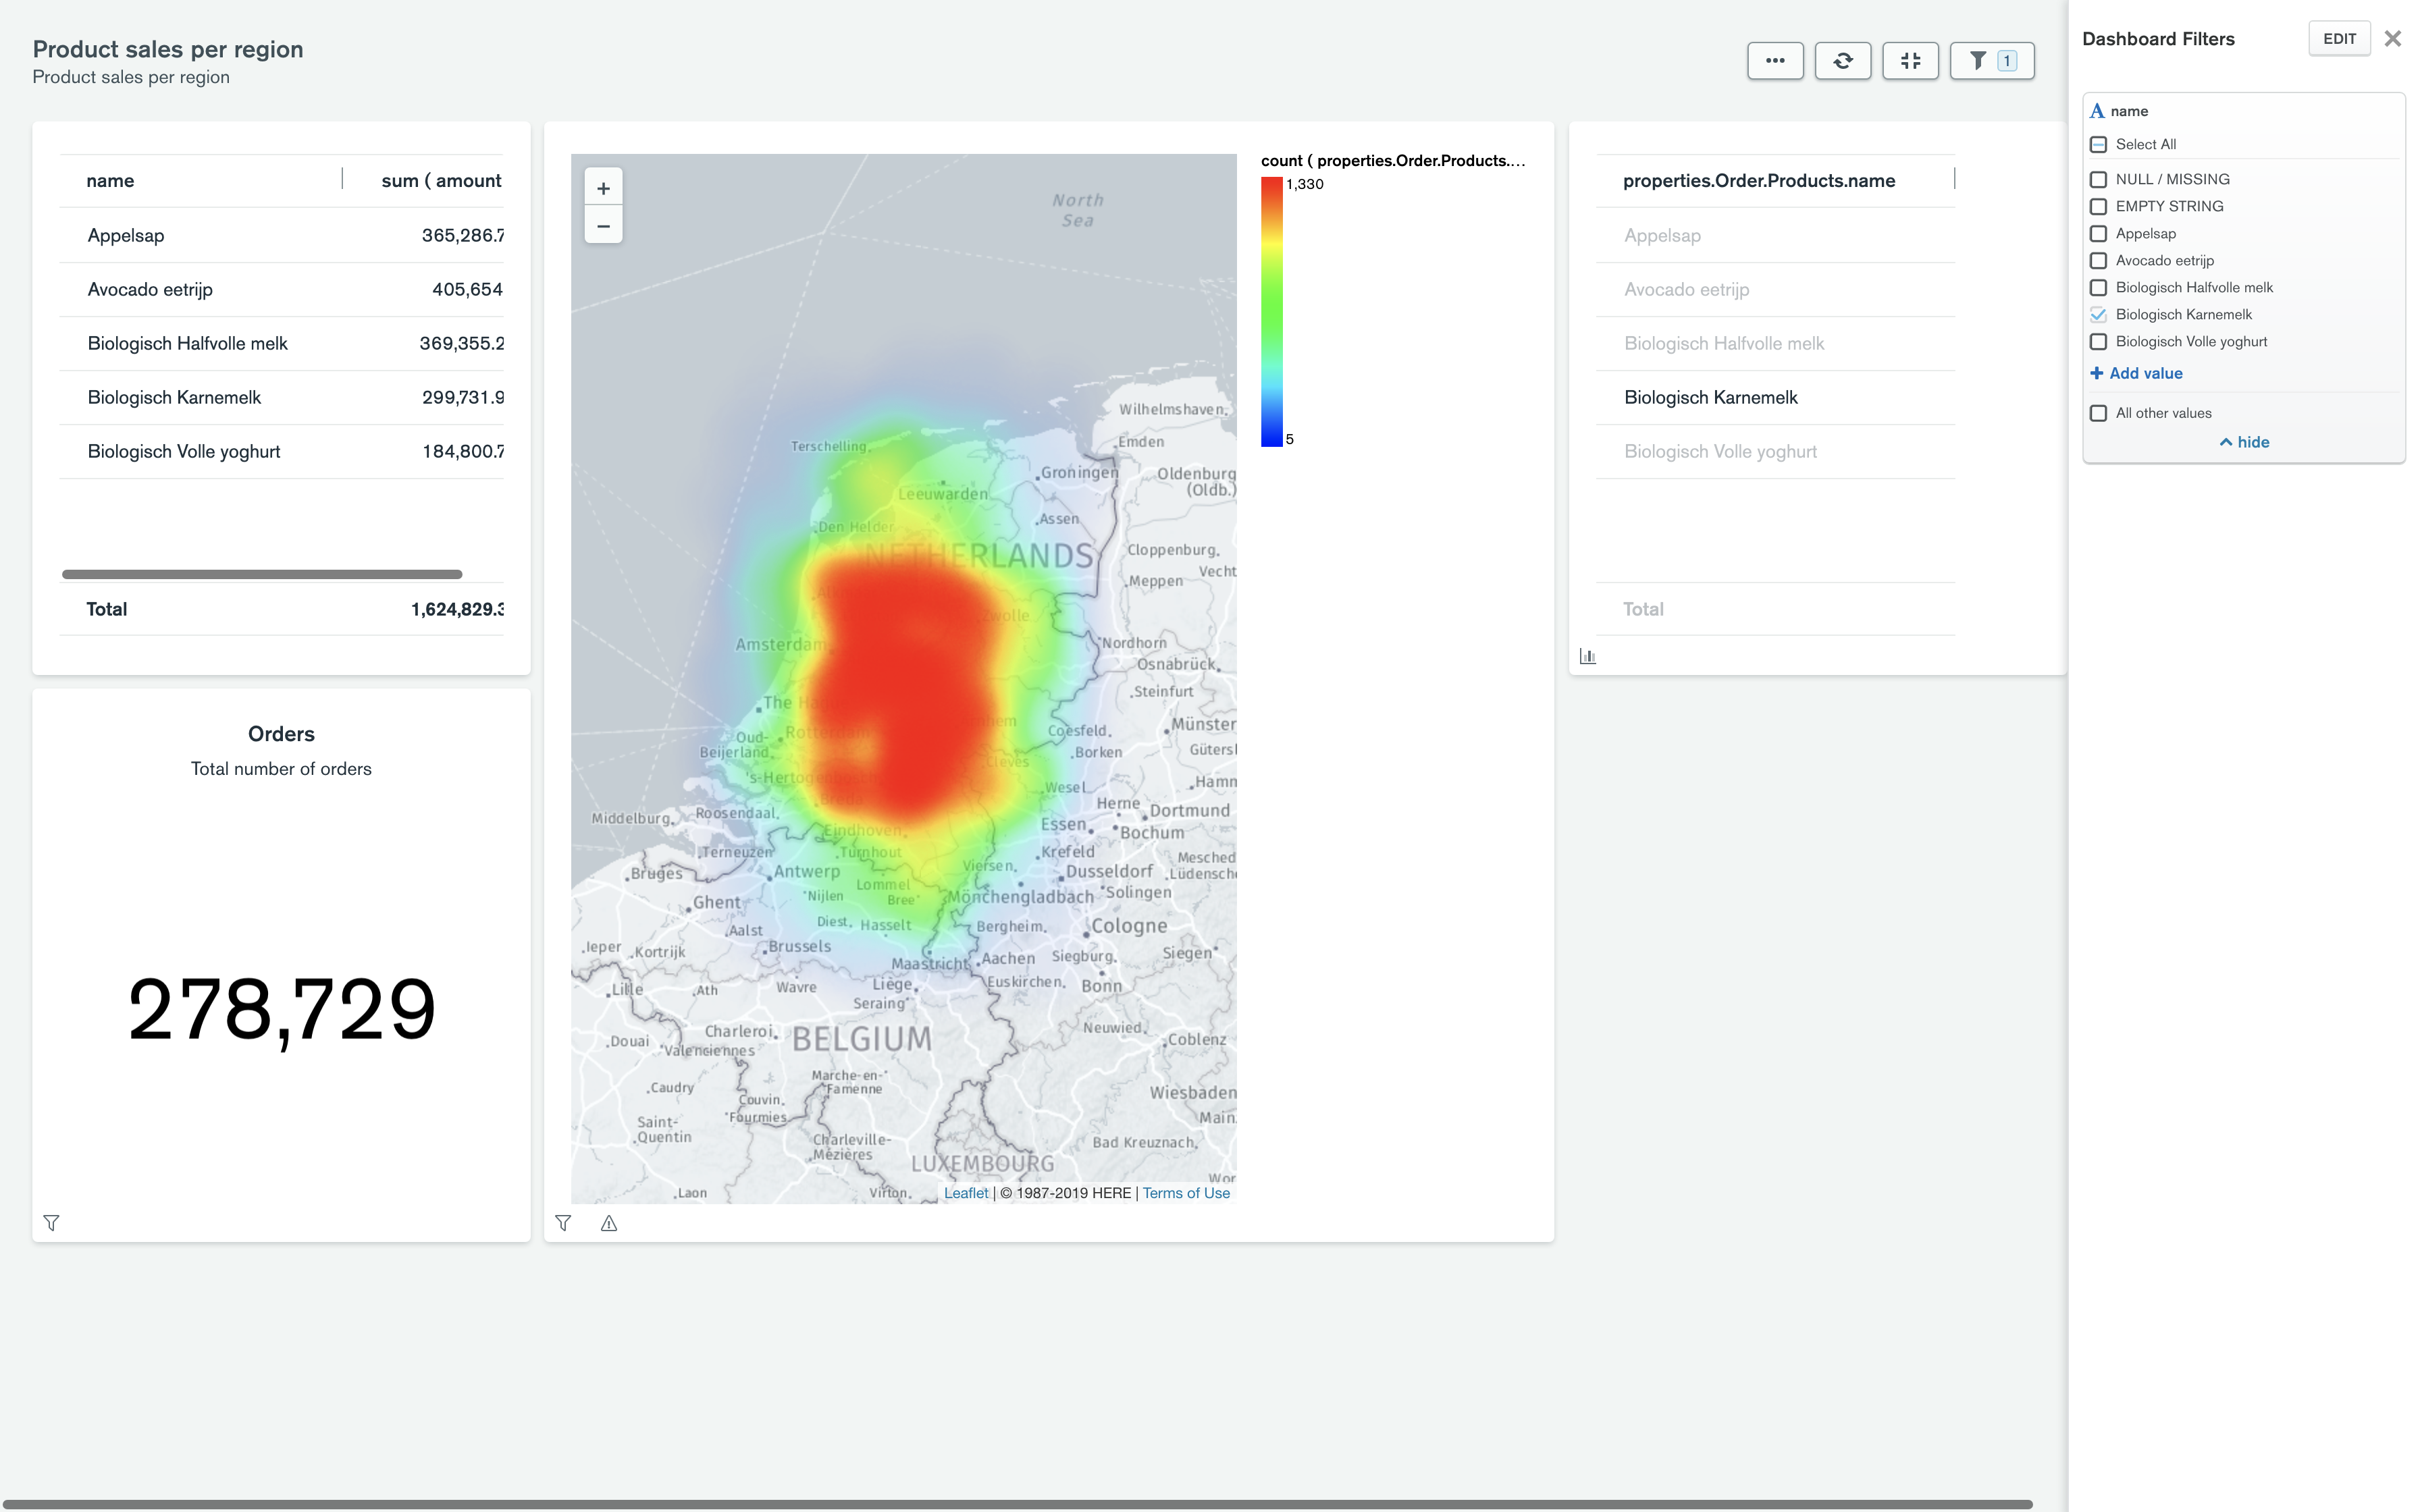 Product sales per region
Product sales per region
1
name
sum ( amount
Appelsap
365,286.7
Avocado eetrijp
405,654
Biologisch Halfvolle melk
369,355.2
Biologisch Karnemelk
299,731.9
Biologisch Volle yoghurt
184,800.7
Total
1,624,829.3
Orders
Total number of orders
278,729
+
−
North
Sea
Wilhelmshaven
Terschelling
Emden
Groningen
Oldenburg
(Oldb.)
Leeuwarden
Assen
Den Helder
NETHERLANDS
Cloppenburg
Vecht
Meppen
Zwolle
Amsterdam
Nordhorn
Osnabrück
Steinfurt
The Ha
Münster
Oud-
Beijerland
Rotterdam
Coesfeld
Borken
Gütersl
Cleves
's-Hertogenbosch
Wesel
Hamm
Breda
Herne
Dortmund
Middelburg
Roosendaal
Essen
Bochum
Eindhoven
Terneuzen
Turnhout
Krefeld
Mesched
Lüdensche
Bruges
Antwerp
Viersen
Dusseldorf
Lommel
Solingen
Nijlen
Bree
Mönchengladbach
Ghent
Diest
Hasselt
Bergheim
Cologne
Aalst
Ieper
Kortrijk
Brussels
Siegen
Maastricht
Aachen
Siegburg
Lille
Ath
Wavre
Liège
Euskirchen
Bonn
Seraing
Charleroi
BELGIUM
Neuwied
Douai
Valenciennes
Coblenz
Marche-en-
Famenne
Caudry
Couvin
Wiesbaden
Fourmies
Main
Saint-
Quentin
Charleville-
Mézières
Bad Kreuznach
LUXEMBOURG
Wor
Laon
Virton
Leaflet | © 1987-2019 HERE | Terms of Use
count ( properties.Order.Products....
1,330
5
properties.Order.Products.name
Appelsap
Avocado eetrijp
Biologisch Halfvolle melk
Biologisch Karnemelk
Biologisch Volle yoghurt
Total
Dashboard Filters
EDIT
A name
Select All
NULL / MISSING
EMPTY STRING
Appelsap
Avocado eetrijp
Biologisch Halfvolle melk
Biologisch Karnemelk
Biologisch Volle yoghurt
+ Add value
All other values
hide